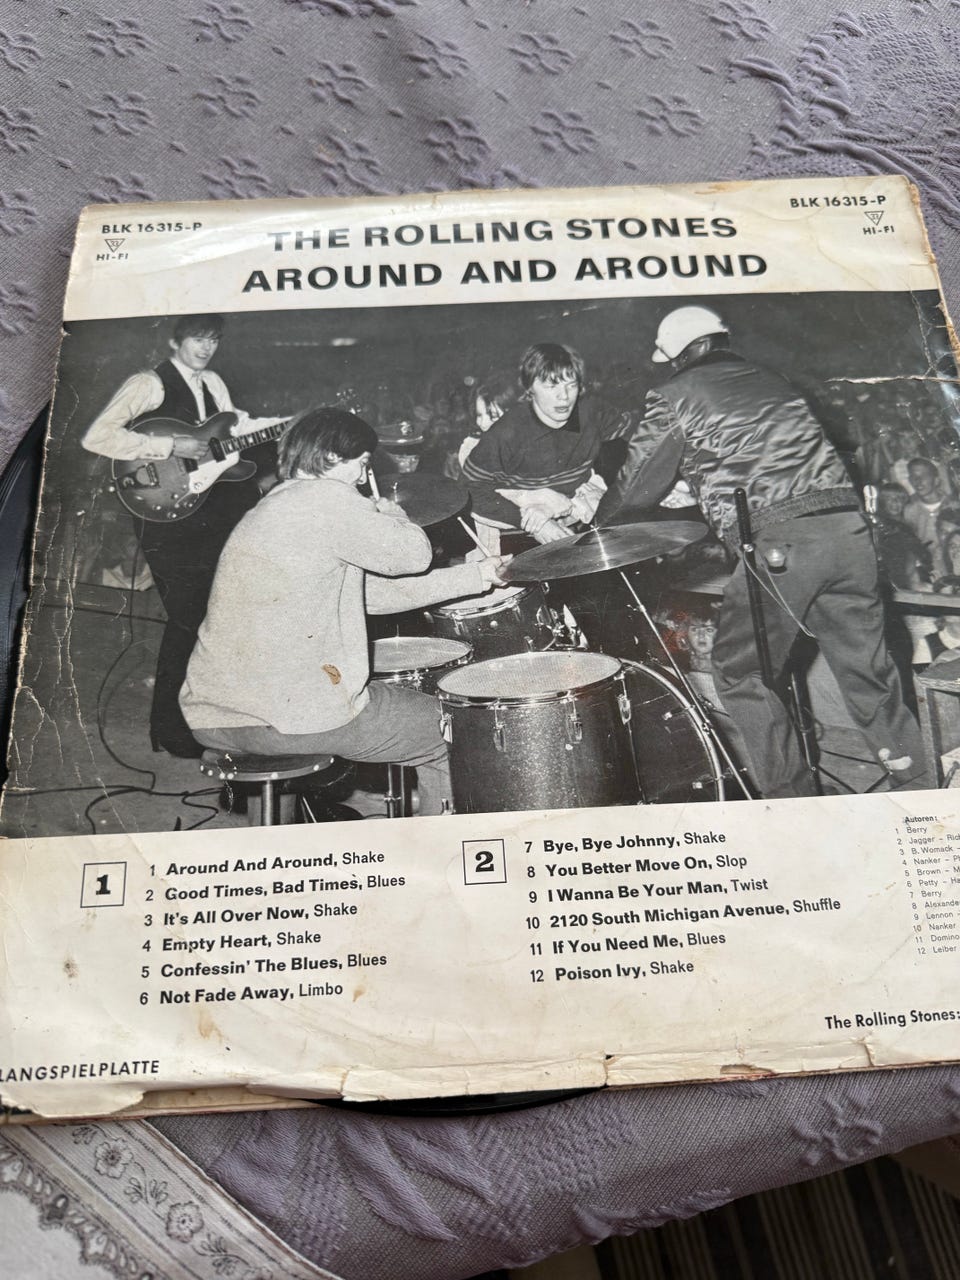 BLK 16315-P
33
HI-FI
THE ROLLING STONES
AROUND AND AROUND
BLK 16315-P
33
HI-FI
1
1 Around And Around, Shake
2 Good Times, Bad Times, Blues
3 It's All Over Now, Shake
4 Empty Heart, Shake
5 Confessin' The Blues, Blues
6 Not Fade Away, Limbo
2
7 Bye, Bye Johnny, Shake
8 You Better Move On, Slop
9 I Wanna Be Your Man, Twist
10 2120 South Michigan Avenue, Shuffle
11 If You Need Me, Blues
12 Poison Ivy, Shake
Autoren:
1 Berry
2 Jagger - Rich
3 B. Womack -
4 Nanker - Ph
5 Brown - M
6 Petty - Ha
7 Berry
8 Alexande
9 Lennon -
10 Nanker
11 Domino
12 Leiber
The Rolling Stones:
LANGSPIELPLATTE